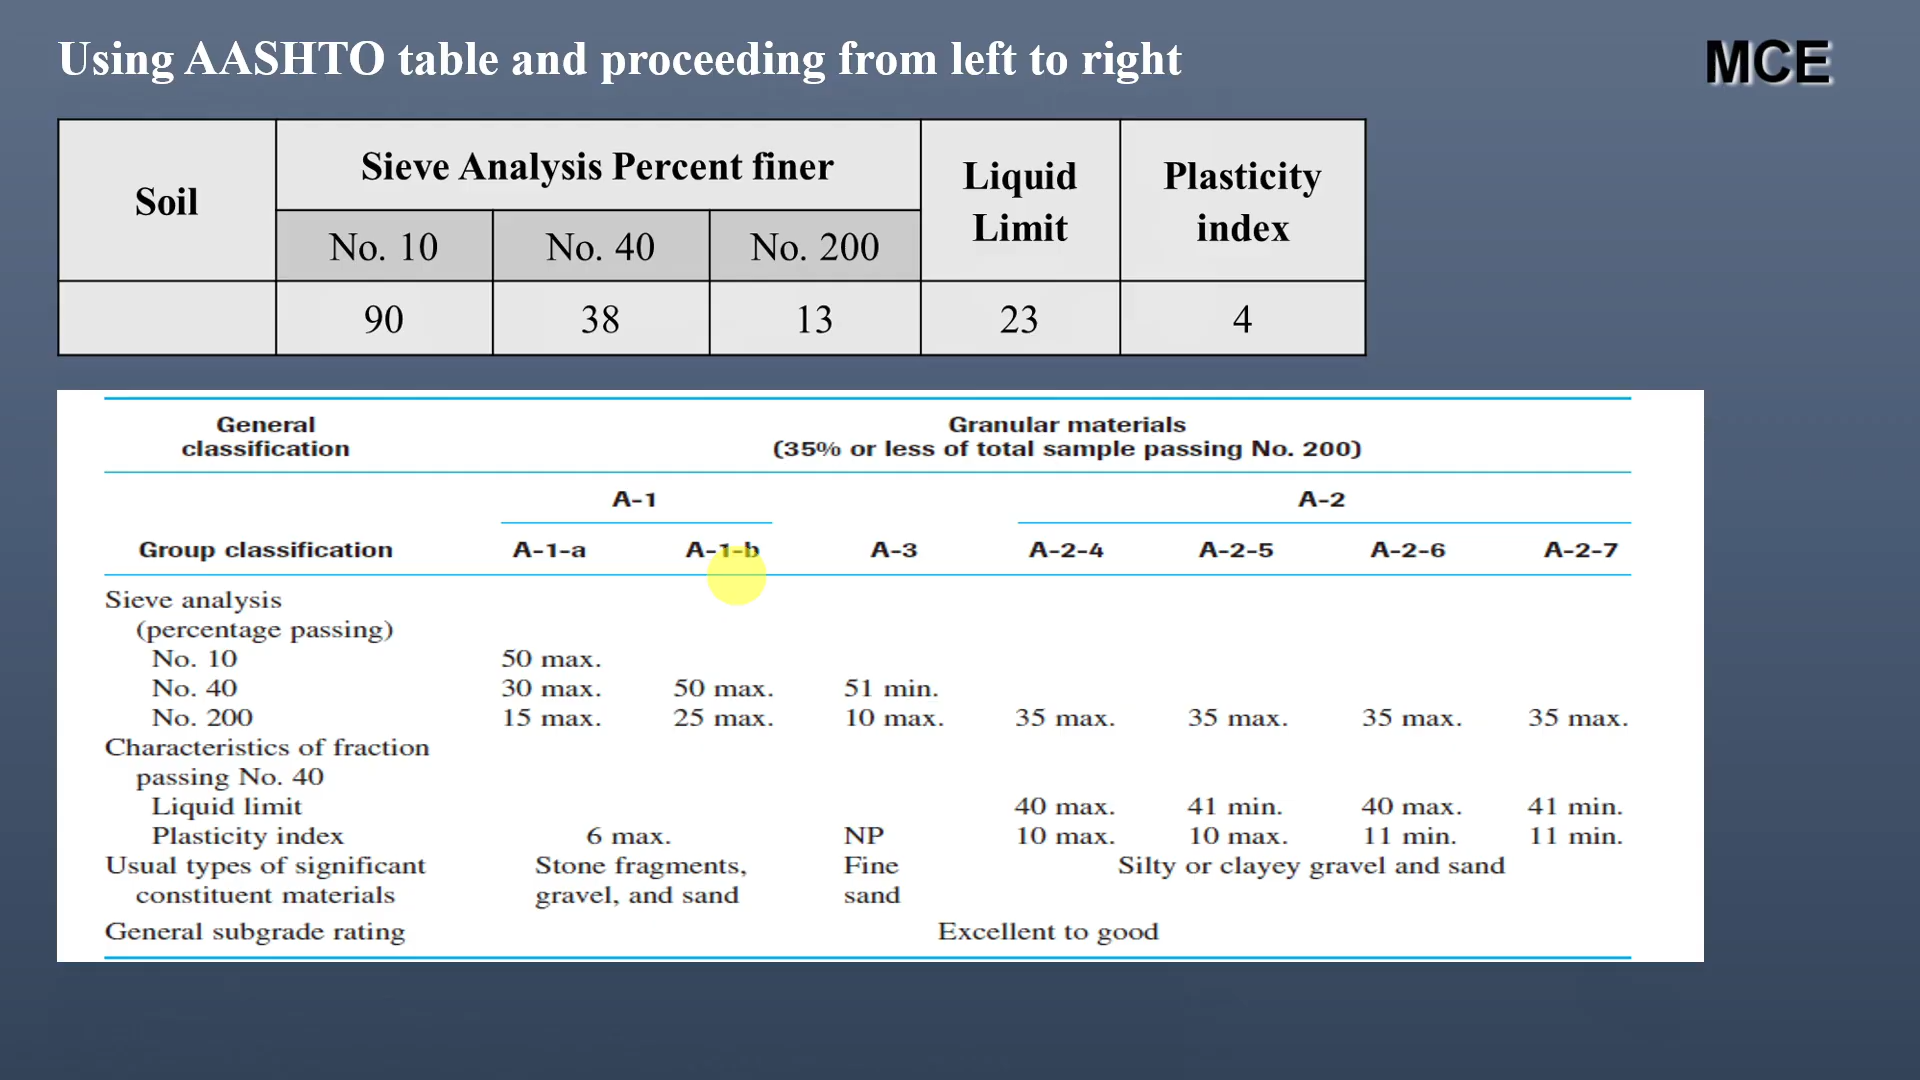 Using AASHTO table and proceeding from left to right
MCE
Soil
Sieve Analysis Percent finer
Liquid Limit
Plasticity index
No. 10 No. 40 No. 200
90 38 13 23 4
General classification
Granular materials
(35% or less of total sample passing No. 200)
A-1 A-2
Group classification A-1-a A-1-b A-3 A-2-4 A-2-5 A-2-6 A-2-7
Sieve analysis
(percentage passing)
No. 10 50 max.
No. 40 30 max. 50 max. 51 min.
No. 200 15 max. 25 max. 10 max. 35 max. 35 max. 35 max. 35 max.
Characteristics of fraction
passing No. 40
Liquid limit 40 max. 41 min. 40 max. 41 min.
Plasticity index 6 max. NP 10 max. 10 max. 11 min. 11 min.
Usual types of significant Stone fragments, Fine Silty or clayey gravel and sand
constituent materials gravel, and sand sand
General subgrade rating Excellent to good